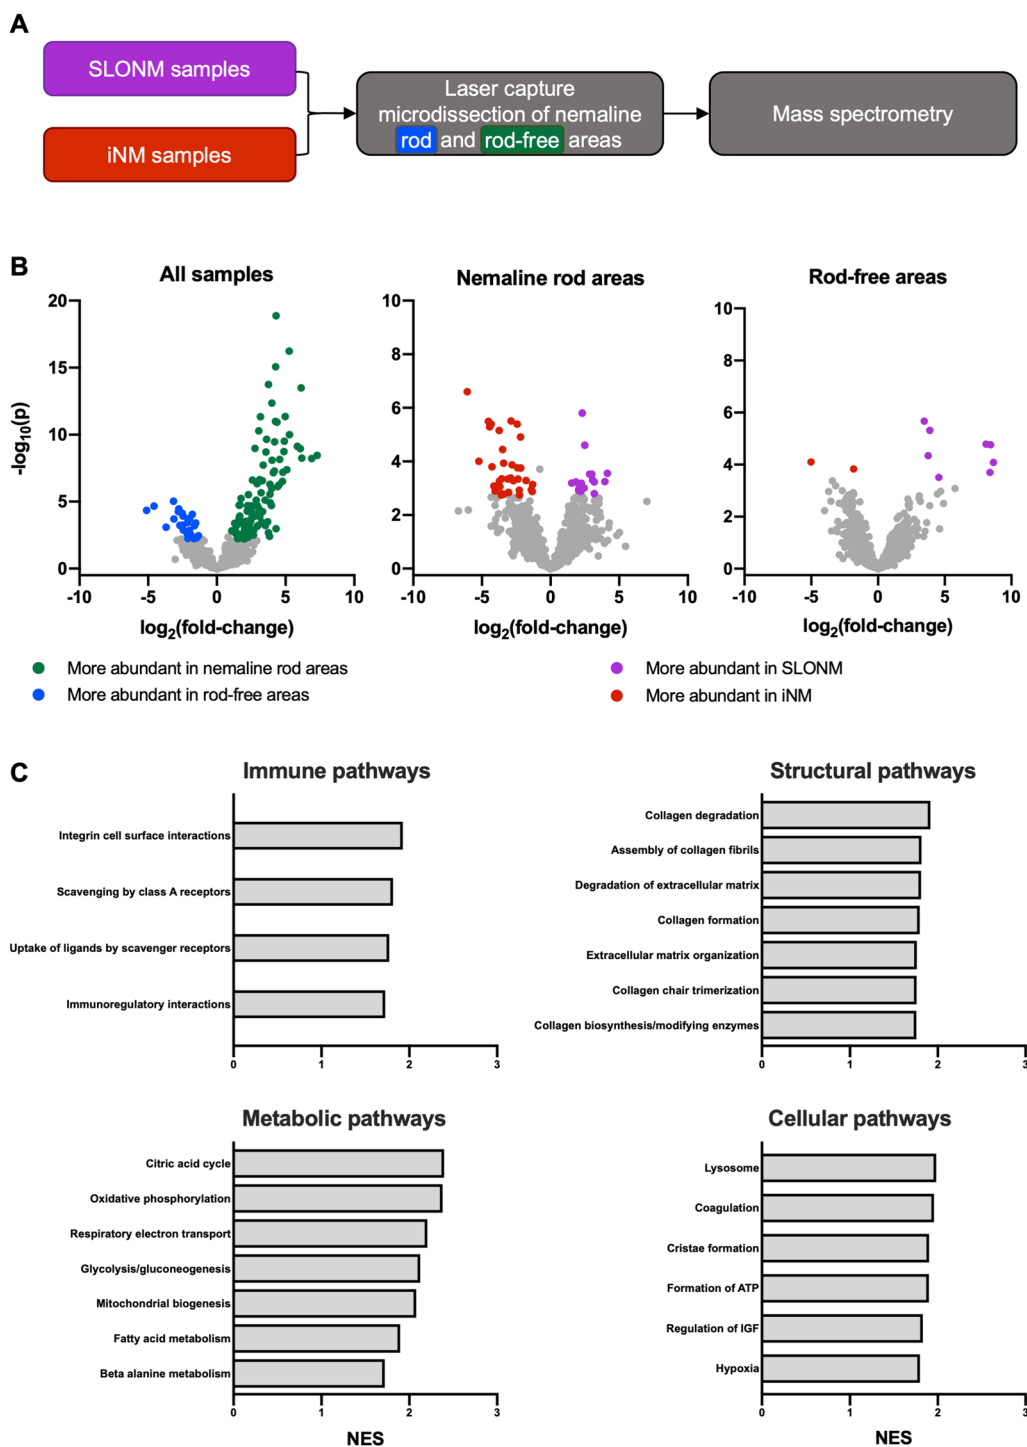 A
SLONM samples
iNM samples
Laser capture
microdissection of nemaline
rod and rod-free areas
Mass spectrometry
B
All samples
Nemaline rod areas
Rod-free areas
-log10(p)
20
15
10
5
0
-10 -5 0 5 10
log2(fold-change)
10
8
6
4
2
0
-10 -5 0 5 10
log2(fold-change)
10
8
6
4
2
0
-10 -5 0 5 10
log2(fold-change)
More abundant in nemaline rod areas
More abundant in rod-free areas
More abundant in SLONM
More abundant in iNM
C
Immune pathways
Integrin cell surface interactions
Scavenging by class A receptors
Uptake of ligands by scavenger receptors
Immunoregulatory interactions
0 1 2 3
Structural pathways
Collagen degradation
Assembly of collagen fibrils
Degradation of extracellular matrix
Collagen formation
Extracellular matrix organization
Collagen chair trimerization
Collagen biosynthesis/modifying enzymes
0 1 2 3
Metabolic pathways
Citric acid cycle
Oxidative phosphorylation
Respiratory electron transport
Glycolysis/gluconeogenesis
Mitochondrial biogenesis
Fatty acid metabolism
Beta alanine metabolism
0 1 2 3
NES
Cellular pathways
Lysosome
Coagulation
Cristae formation
Formation of ATP
Regulation of IGF
Hypoxia
0 1 2 3
NES